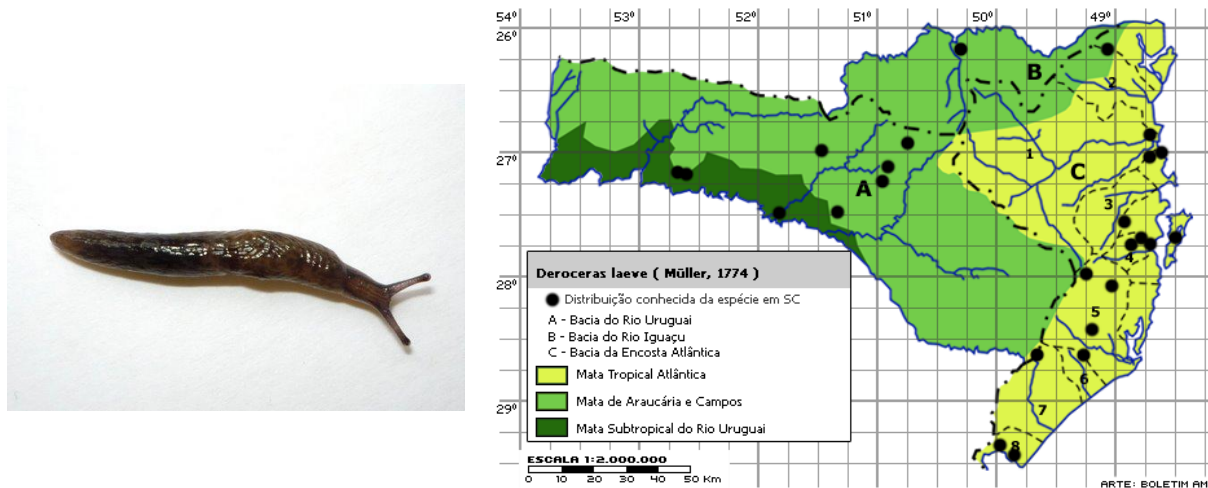 54º 53º 52º 51º 50º 49º
26º
B
2
27º
1
A
C
3
4
Deroceras laeve ( Müller, 1774 )
Distribuição conhecida da espécie em SC
A - Bacia do Rio Uruguai
B - Bacia do Rio Iguaçu
C - Bacia da Encosta Atlântica
Mata Tropical Atlântica
Mata de Araucária e Campos
Mata Subtropical do Rio Uruguai
28º
5
6
29º
7
8
ESCALA 1:2.000.000
0 10 20 30 40 50 Km
ARTE: BOLETIM AM